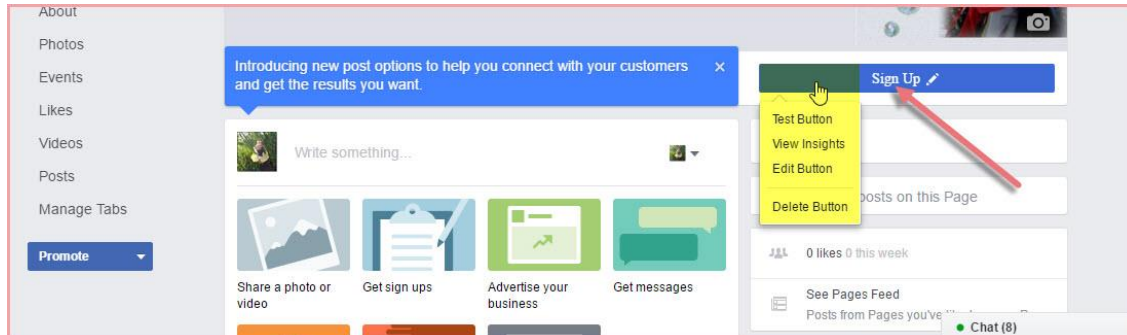 About
Photos
Events
Likes
Videos
Posts
Manage Tabs
Promote
Introducing new post options to help you connect with your customers
and get the results you want.
×
Write something...
Share a photo or
video
Get sign ups
Advertise your
business
Get messages
Sign Up
Test Button
View Insights
Edit Button
Delete Button
posts on this Page
0 likes 0 this week
See Pages Feed
Posts from Pages you've
Chat (8)